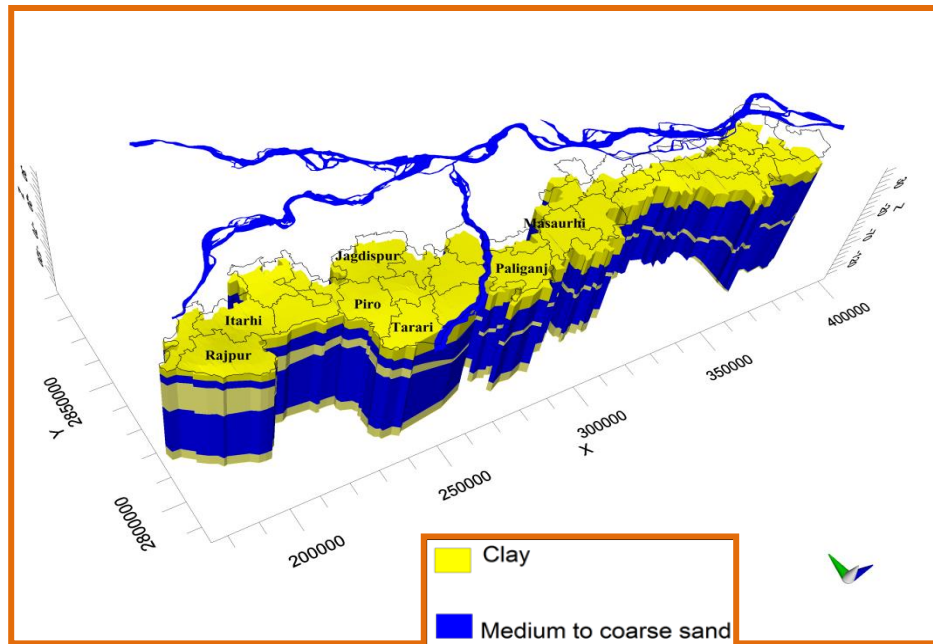 Jagdispur
Masaurhi
Paliganj
Piro
Itarhi
Tarari
Rajpur
Z
Y
X
2850000
2800000
200000
250000
300000
350000
400000
Clay
Medium to coarse sand